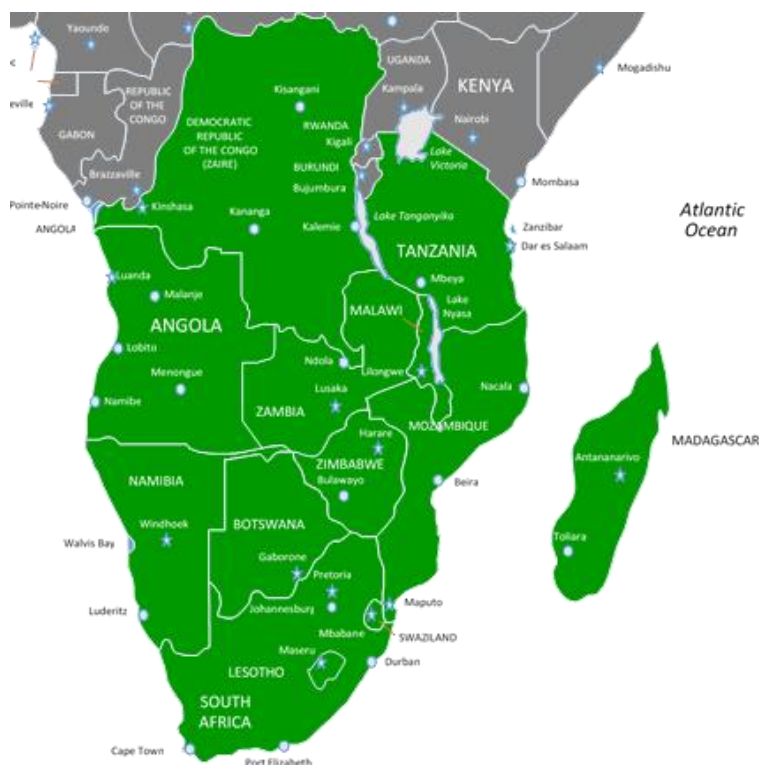 Yaounde
UGANDA
KENYA
Mogadishu
Kampala
Kisangani
REPUBLIC
OF THE
CONGO
eville
DEMOCRATIC
REPUBLIC
OF THE CONGO
(ZAIRE)
RWANDA
Nairobi
GABON
Kigali
Lake
Victoria
BURUNDI
Brazzaville
Bujumbura
Mombasa
Pointe-Noire
Kinshasa
Kananga
Lake Tanganyika
Atlantic
Ocean
ANGOLA
Kalemie
Zanzibar
TANZANIA
Dar es Salaam
Luanda
Mbeya
Malanje
MALAWI
Lake
Nyasa
ANGOLA
Lobito
Ndola
Lilongwe
Menongue
Lusaka
Nacala
Namibe
ZAMBIA
MOZAMBIQUE
Harare
MADAGASCAR
Antananarivo
ZIMBABWE
NAMIBIA
Bulawayo
Beira
Windhoek
BOTSWANA
Walvis Bay
Toliara
Gaborone
Pretoria
Luderitz
Johannesburg
Maputo
Mbabane
SWAZILAND
Maseru
LESOTHO
Durban
SOUTH
AFRICA
Cape Town
Port Elizabeth